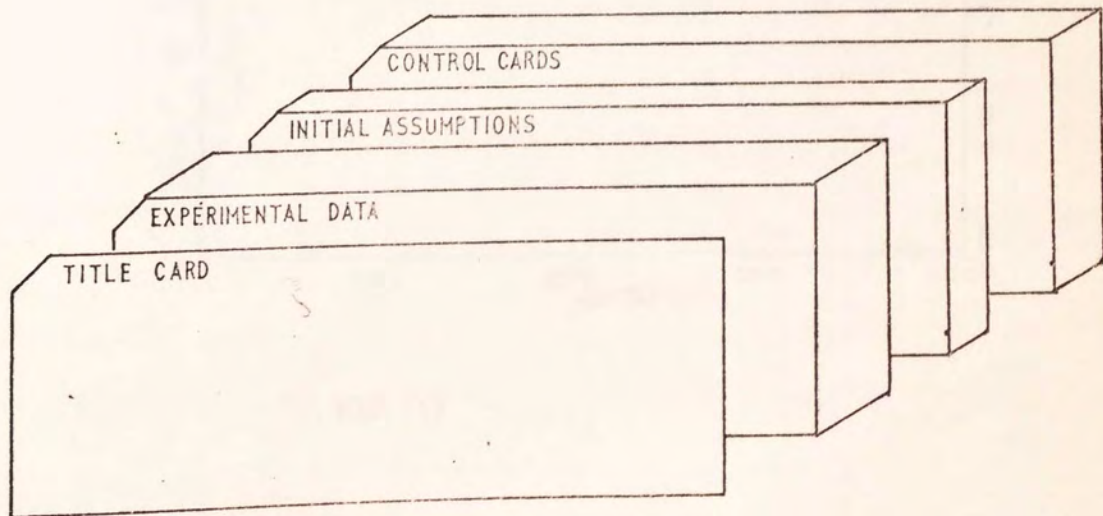 CONTROL CARDS
INITIAL ASSUMPTIONS
EXPERIMENTAL DATA
TITLE CARD